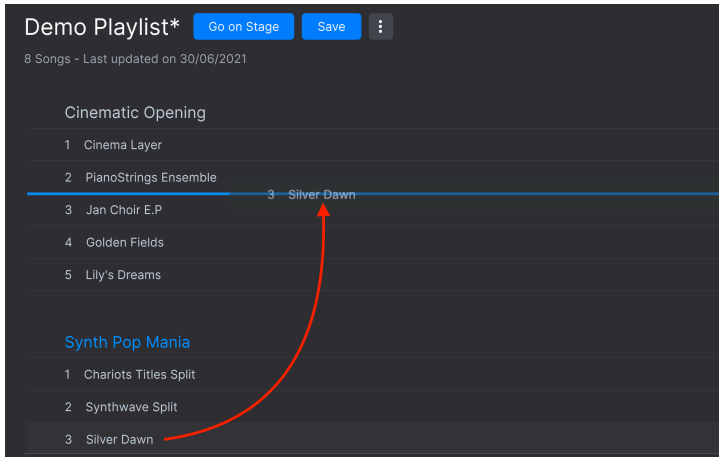 Demo Playlist* Go on Stage Save
8 Songs - Last updated on 30/06/2021
Cinematic Opening
1 Cinema Layer
2 PianoStrings Ensemble
3 Silver Dawn
3 Jan Choir E.P
4 Golden Fields
5 Lily's Dreams
Synth Pop Mania
1 Chariots Titles Split
2 Synthwave Split
3 Silver Dawn